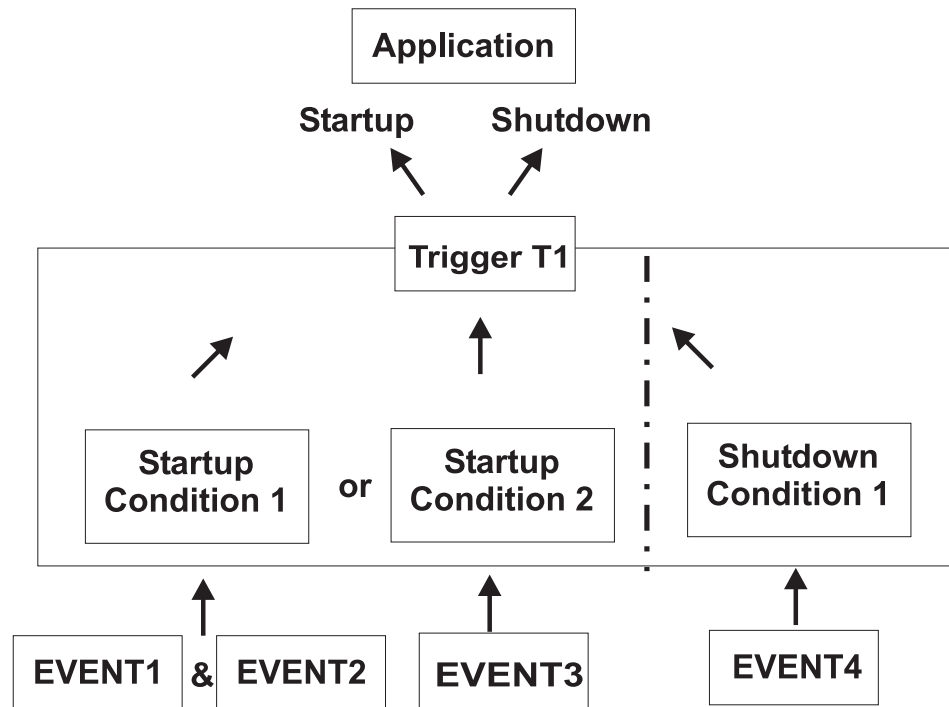 Application
Startup Shutdown
Trigger T1
Startup
Condition 1
or
Startup
Condition 2
Shutdown
Condition 1
EVENT1 & EVENT2 EVENT3 EVENT4